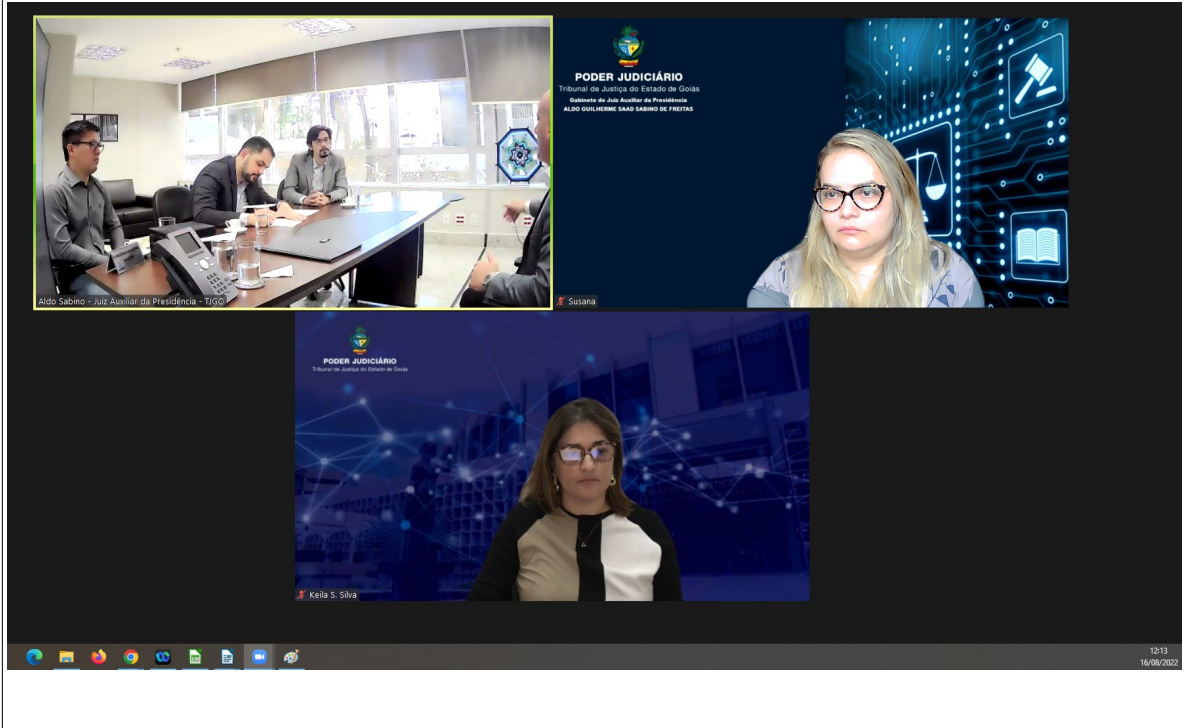 PODER JUDICIÁRIO
Tribunal de Justiça do Estado de Goiás
Gabinete do Juiz Auxiliar da Presidência
ALDO GUILHERME SAAD SABINO DE FREITAS
Aldo Sabino - Juiz Auxiliar da Presidência - TJGO
Susana
PODER JUDICIÁRIO
Tribunal de Justiça do Estado de Goiás
Keila S. Silva
12:13
16/08/2022